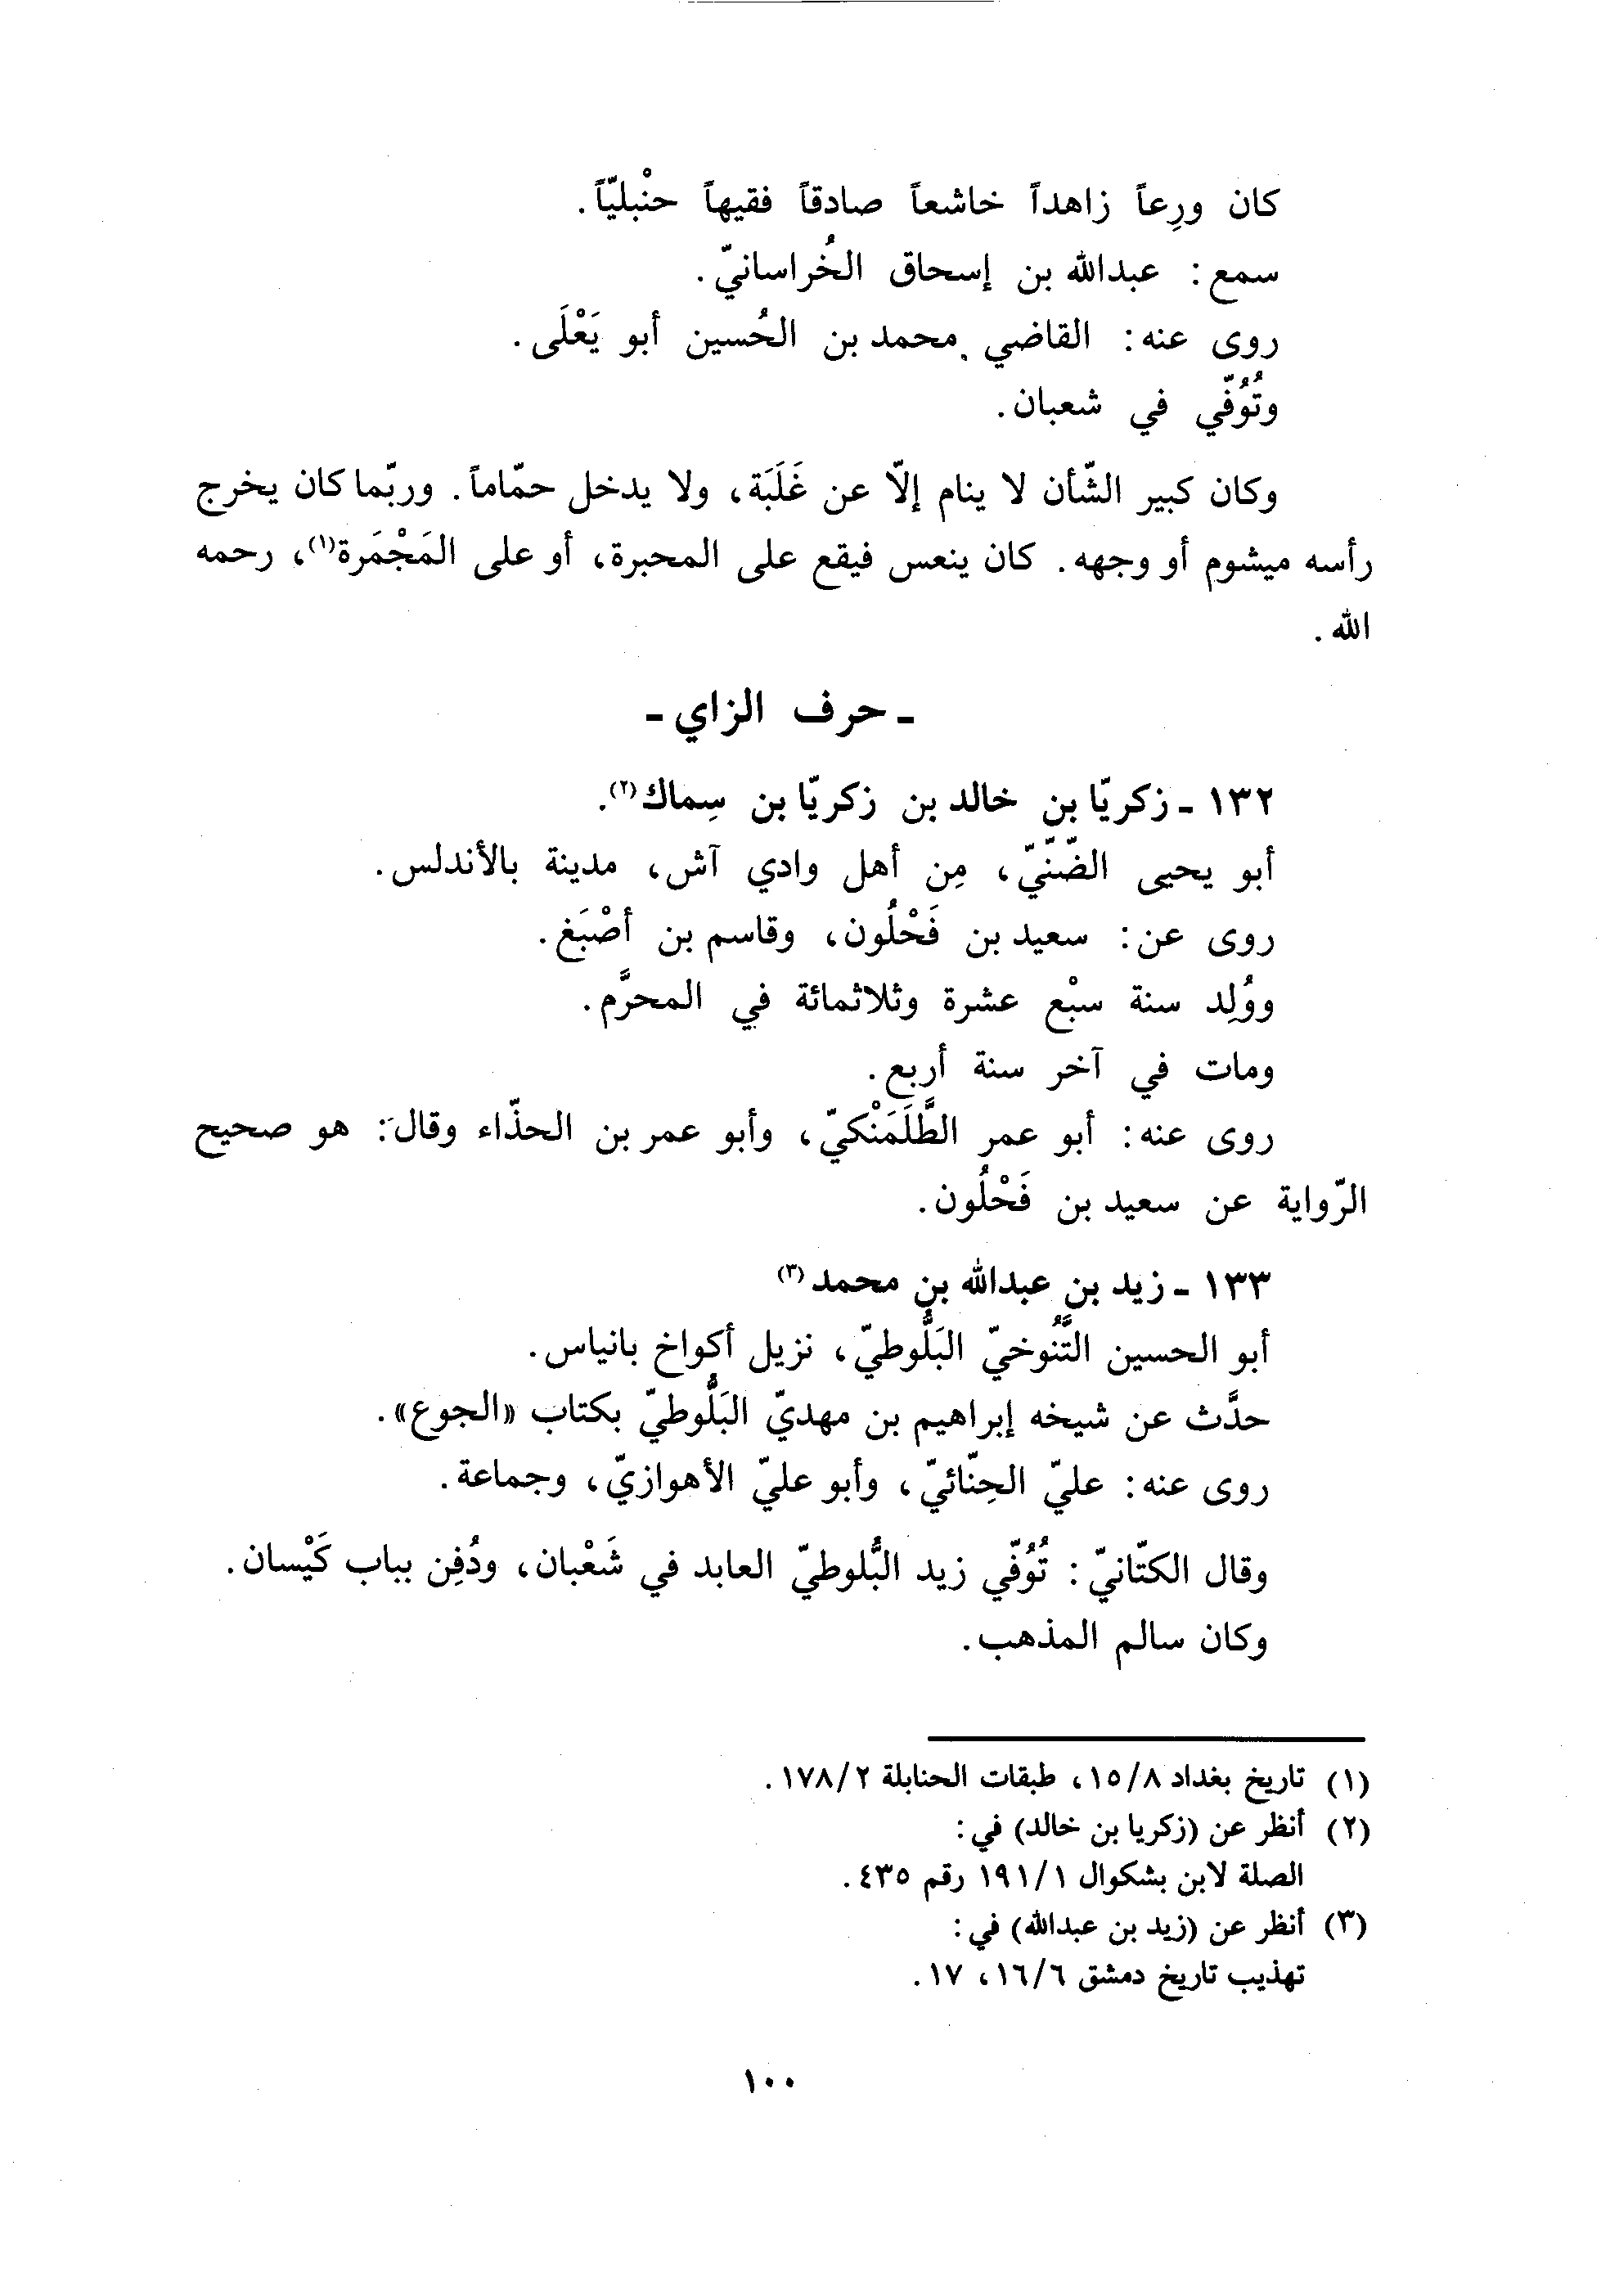 كان ورِعاً زاهداً خاشعاً صادقاً فقيهاً حنْبليّاً.
سمع: عبدالله بن إسحاق الخُراسانيّ.
روى عنه: القاضي محمد بن الحُسين أبو يَعْلَى.
وتُوُفّي في شعبان.
وكان كبير الشّأن لا ينام إلّا عن غَلَبَة، ولا يدخل حمّاماً. وربّما كان يخرج
رأسه ميشوم أو وجهه. كان ينعس فيقع على المحبرة، أو على المَجْمَرة(١)، رحمه
الله.
ـ حرف الزاي ـ
١٣٢ ـ زكريّا بن خالد بن زكريّا بن سِماك(٢).
أبو يحيى الضّنّيّ، مِن أهل وادي آش، مدينة بالأندلس.
روى عن: سعيد بن فَحْلُون، وقاسم بن أصْبَغ.
ووُلِد سنة سبْع عشرة وثلاثمائة في المحرَّم.
ومات في آخر سنة أربع.
روى عنه: أبو عمر الطَّلَمَنْكيّ، وأبو عمر بن الحذّاء وقال: هو صحيح
الرّواية عن سعيد بن فَحْلُون.
١٣٣ ـ زيد بن عبدالله بن محمد(٣)
أبو الحسين التَّنُوخيّ البَلُّوطيّ، نزيل أكواخ بانياس.
حدَّث عن شيخه إبراهيم بن مهديّ البَلُّوطيّ بكتاب «الجوع».
روى عنه: عليّ الحِنّائيّ، وأبو عليّ الأهوازيّ، وجماعة.
وقال الكتّانيّ: تُوُفّي زيد البُّلوطيّ العابد في شَعْبان، ودُفِن بباب كَيْسان.
وكان سالم المذهب.
(١) تاريخ بغداد ١٥/٨، طبقات الحنابلة ١٧٨/٢.
(٢) أنظر عن (زكريا بن خالد) في:
الصلة لابن بشكوال ١٩١/١ رقم ٤٣٥.
(٣) أنظر عن (زيد بن عبدالله) في:
تهذيب تاريخ دمشق ١٦/٦، ١٧.
١٠٠